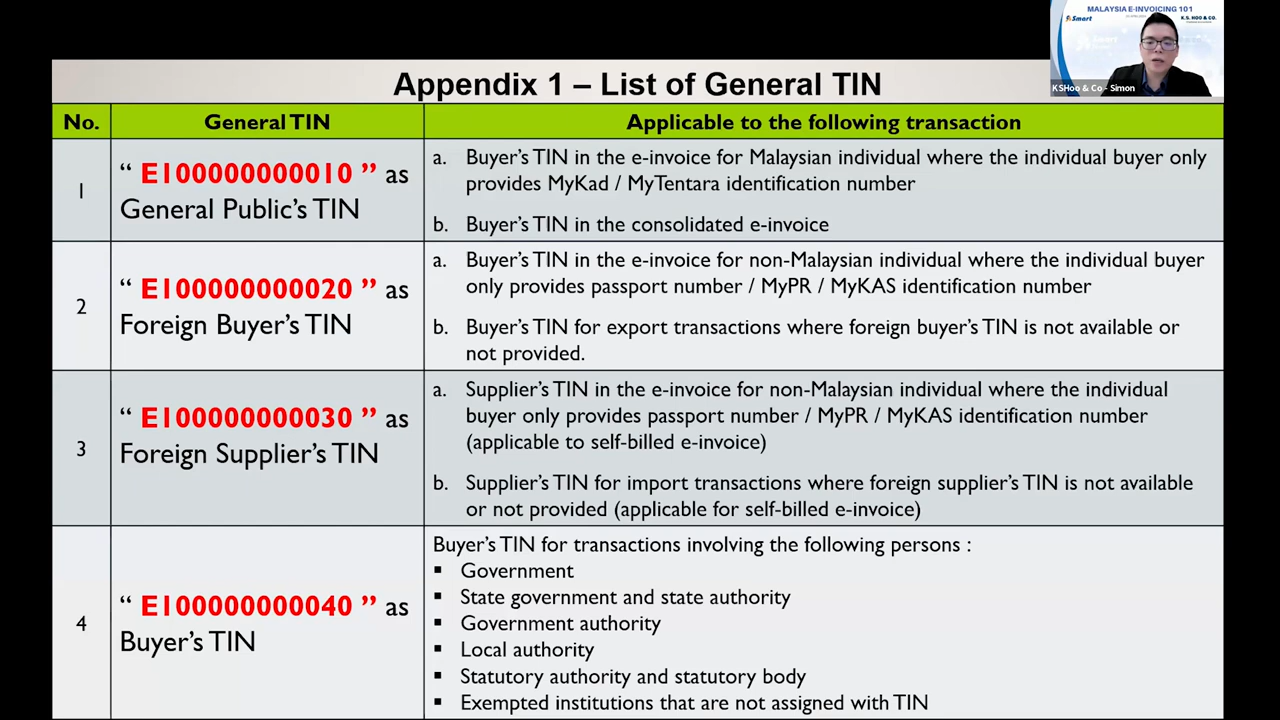 MALAYSIA E-INVOICING 101
Smart
K.S. HOO & CO.
KSHoo & Co - Simon
Appendix 1 – List of General TIN
No.
General TIN
Applicable to the following transaction
1
“ E10000000010 ” as
General Public’s TIN
a. Buyer’s TIN in the e-invoice for Malaysian individual where the individual buyer only
provides MyKad / MyTentara identification number
b. Buyer’s TIN in the consolidated e-invoice
2
“ E10000000020 ” as
Foreign Buyer’s TIN
a. Buyer’s TIN in the e-invoice for non-Malaysian individual where the individual buyer
only provides passport number / MyPR / MyKAS identification number
b. Buyer’s TIN for export transactions where foreign buyer’s TIN is not available or
not provided.
3
“ E10000000030 ” as
Foreign Supplier’s TIN
a. Supplier’s TIN in the e-invoice for non-Malaysian individual where the individual
buyer only provides passport number / MyPR / MyKAS identification number
(applicable to self-billed e-invoice)
b. Supplier’s TIN for import transactions where foreign supplier’s TIN is not available
or not provided (applicable for self-billed e-invoice)
4
“ E10000000040 ” as
Buyer’s TIN
Buyer’s TIN for transactions involving the following persons :
▪ Government
▪ State government and state authority
▪ Government authority
▪ Local authority
▪ Statutory authority and statutory body
▪ Exempted institutions that are not assigned with TIN